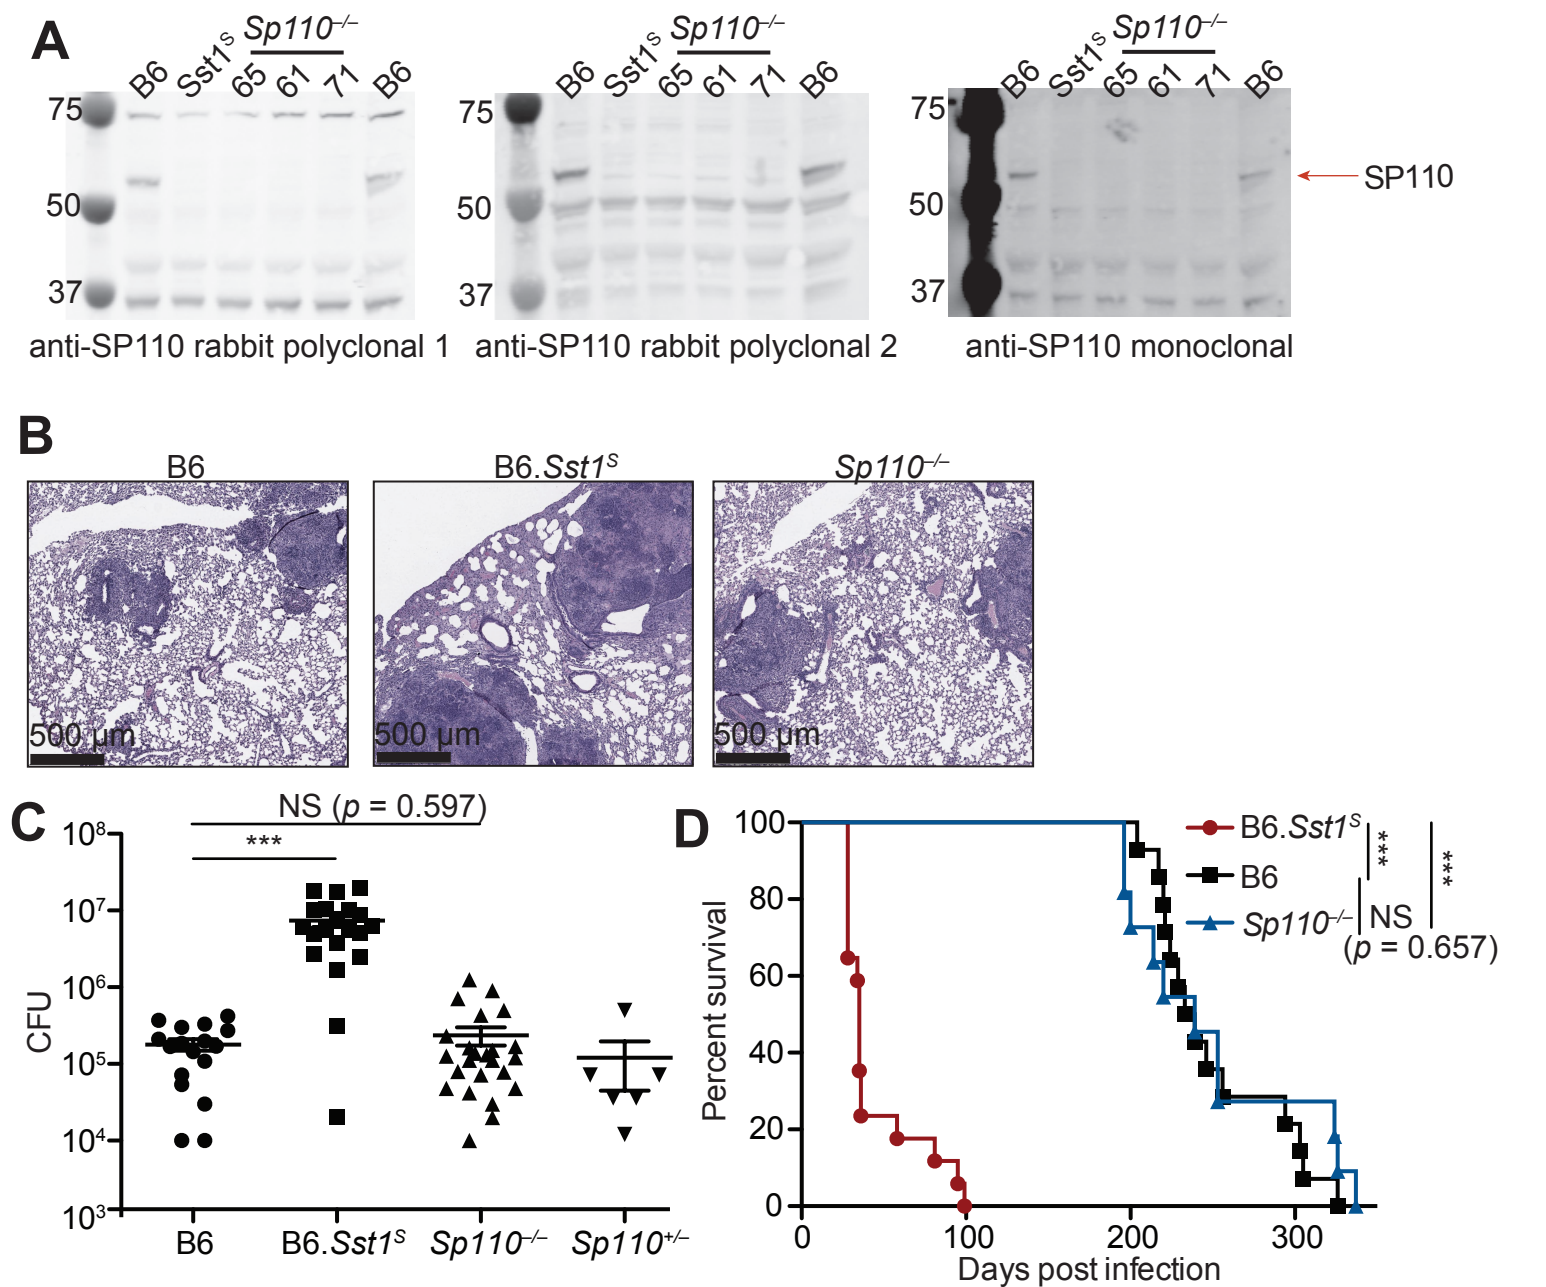 A
B6 Sst1ˢ 65 61 71 B6
Sp110⁻/⁻
75
50
37
anti-SP110 rabbit polyclonal 1
B6 Sst1ˢ 65 61 71 B6
Sp110⁻/⁻
75
50
37
anti-SP110 rabbit polyclonal 2
B6 Sst1ˢ 65 61 71 B6
Sp110⁻/⁻
75
50
37
SP110
anti-SP110 monoclonal
B
B6
B6.Sst1ˢ
Sp110⁻/⁻
500 µm
500 µm
500 µm
C
NS (p = 0.597)
***
CFU
10⁸
10⁷
10⁶
10⁵
10⁴
10³
B6 B6.Sst1ˢ Sp110⁻/⁻ Sp110⁺/⁻
D
Percent survival
100
80
60
40
20
0
0 100 200 300
Days post infection
B6.Sst1ˢ
B6
Sp110⁻/⁻
***
***
NS
(p = 0.657)